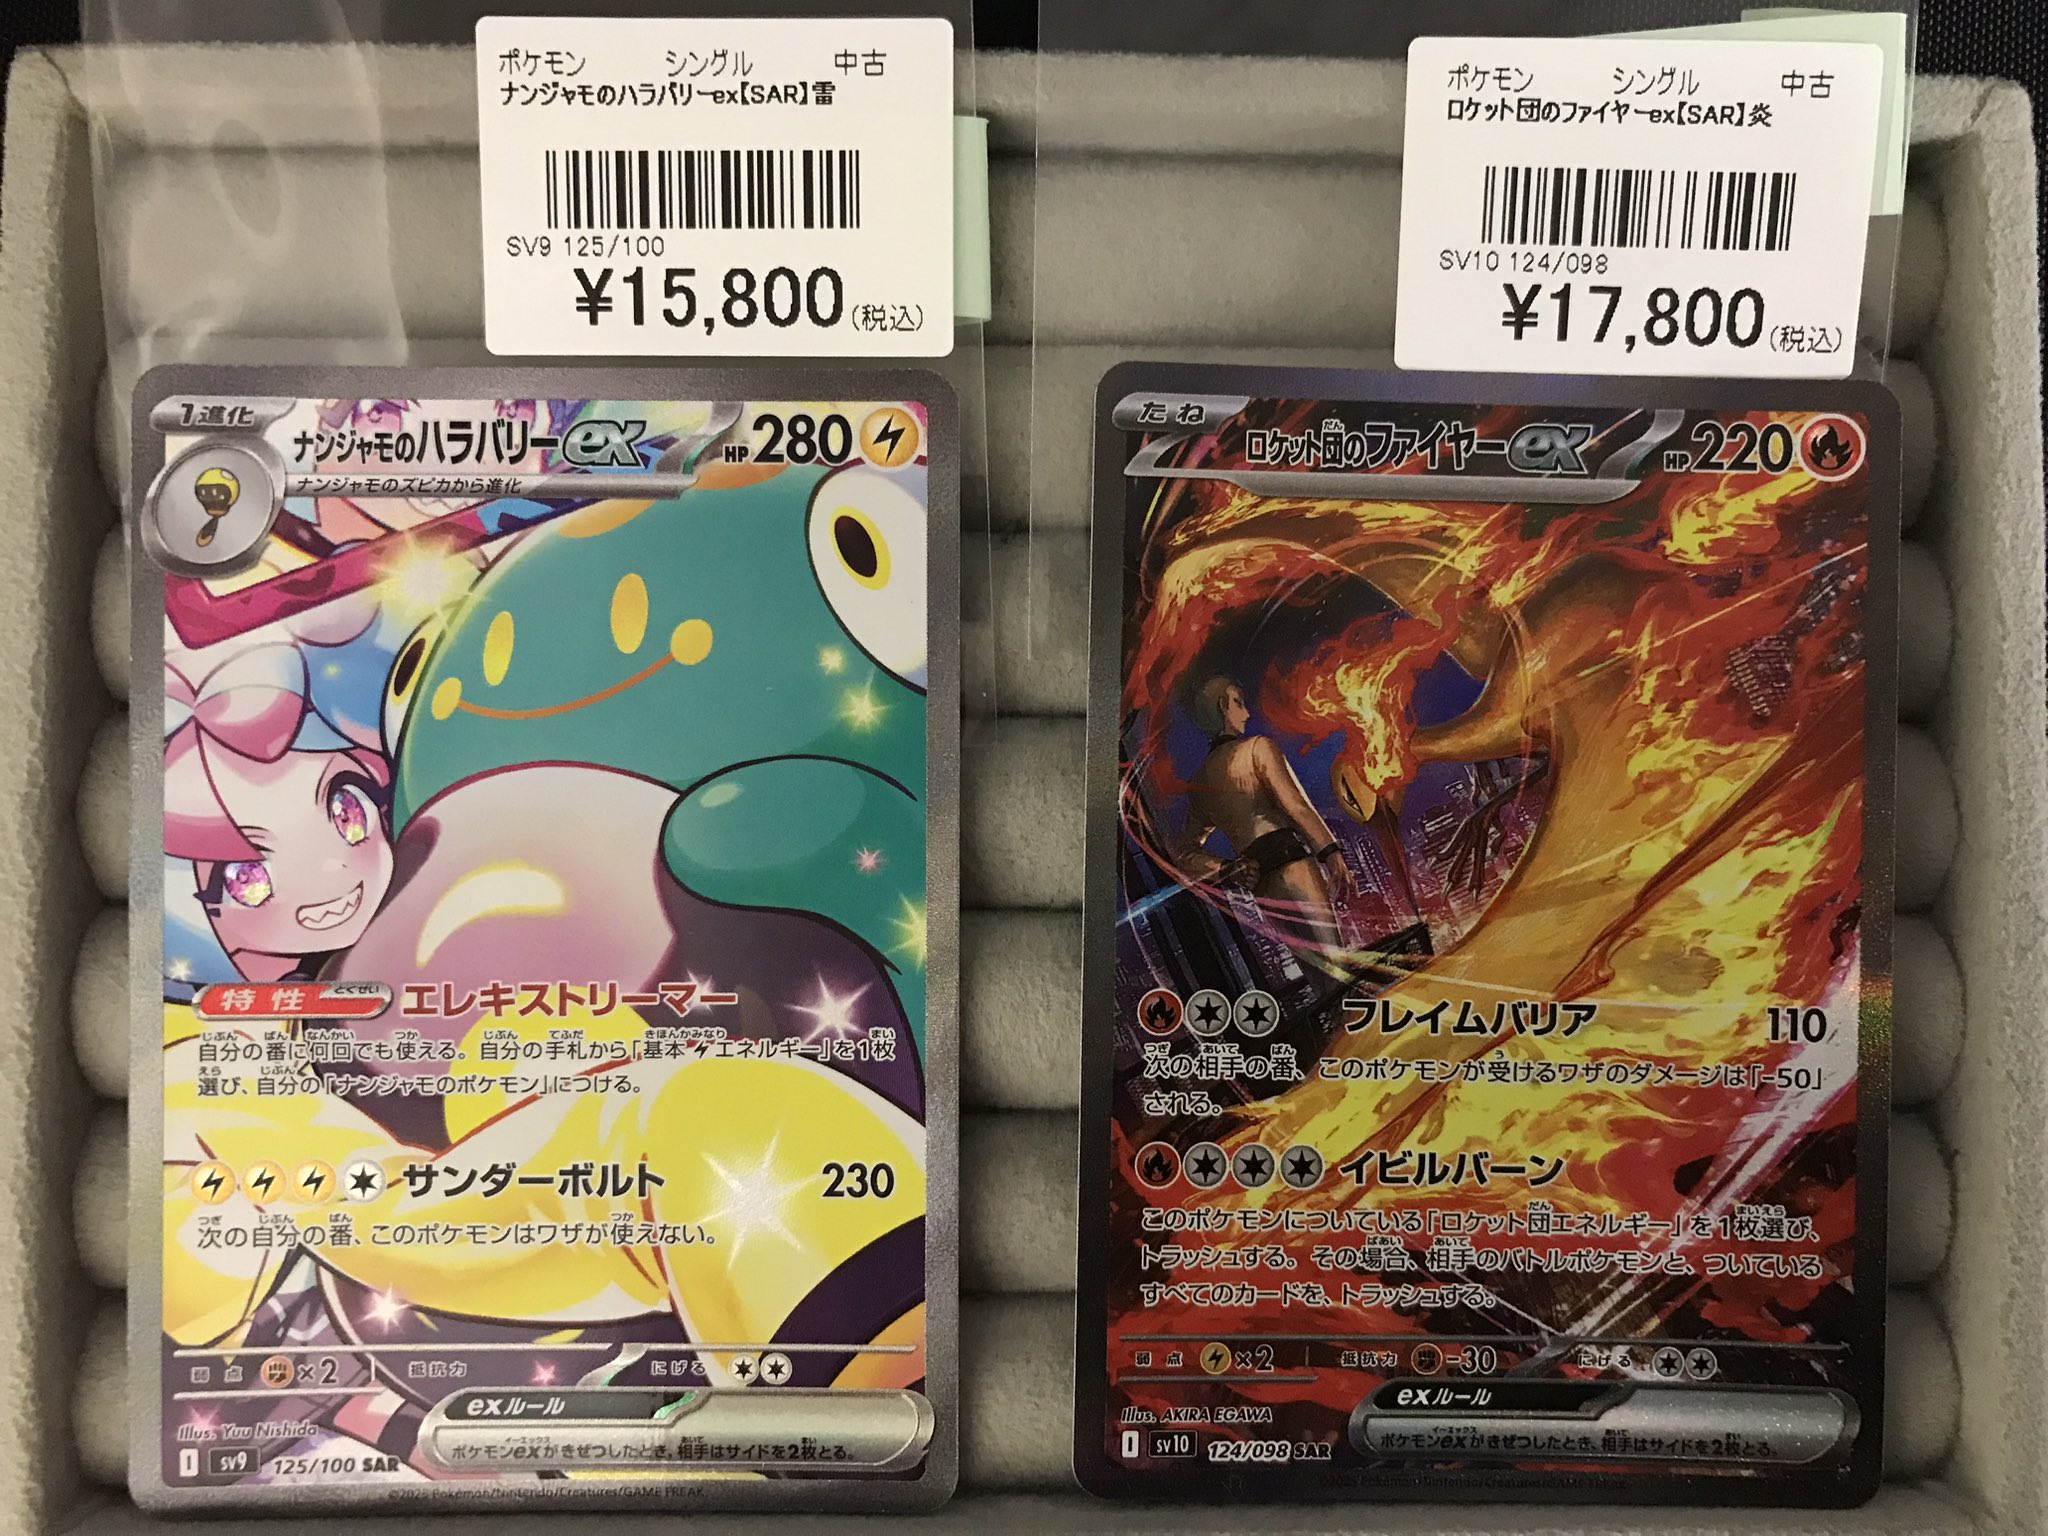 ポケモン シングル 中古
ナンジャモのハラバリーex【SAR】雷
SV9 125/100
¥15,800(税込)
1進化
ナンジャモのハラバリーex HP280
ナンジャモのズピカから進化
特性 とくせい エレキストリーマー
自分の番に何回でも使える。自分の手札から「基本エネルギー」を1枚
選び、自分の「ナンジャモのポケモン」につける。
サンダーボルト 230
次の自分の番、このポケモンはワザが使えない。
弱点 ×2 抵抗力 にげる
exルール
ポケモンexがきぜつしたとき、相手はサイドを2枚とる。
Illus. Yuu Nishida
I sv9 125/100 SAR
©2025 Pokémon/Nintendo/Creatures/GAME FREAK.
ポケモン シングル 中古
ロケット団のファイヤーex【SAR】炎
SV10 124/098
¥17,800(税込)
たね
ロケット団のファイヤーex HP220
フレイムバリア 110
次の相手の番、このポケモンが受けるワザのダメージは「-50」
される。
イビルバーン
このポケモンについている「ロケット団エネルギー」を1枚選び、
トラッシュする。その場合、相手のバトルポケモンと、ついている
すべてのカードを、トラッシュする。
弱点 ×2 抵抗力 -30 にげる
exルール
ポケモンexがきぜつしたとき、相手はサイドを2枚とる。
Illus. AKIRA EGAWA
I sv10 124/098 SAR
©2025 Pokémon/Nintendo/Creatures/GAME FREAK.